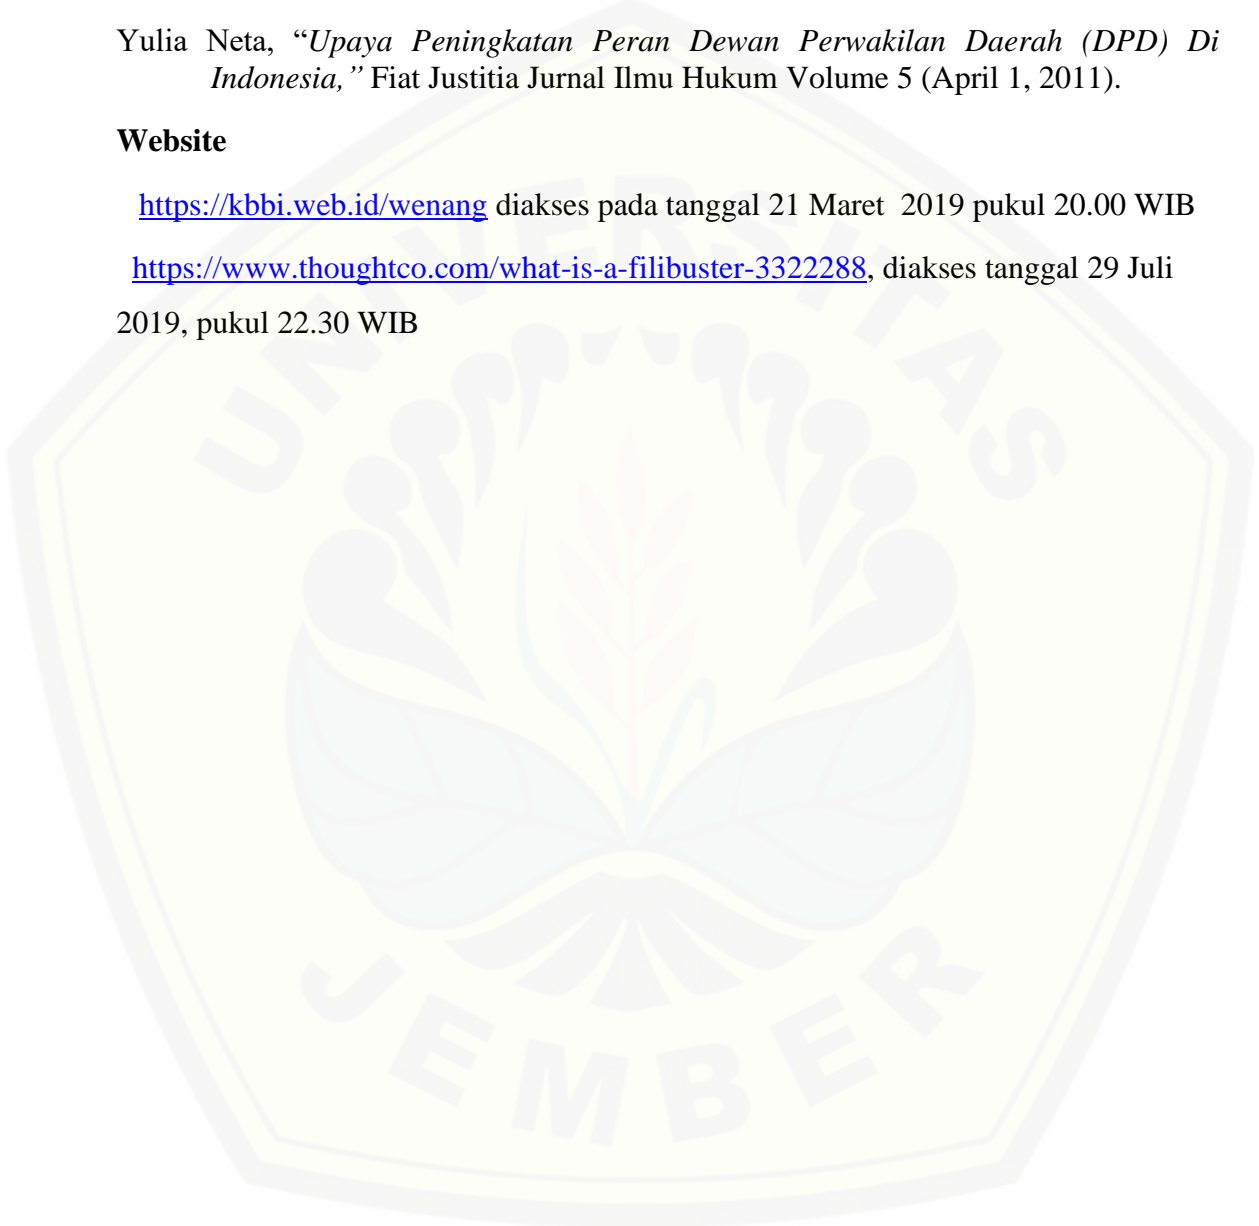 Yulia Neta, “Upaya Peningkatan Peran Dewan Perwakilan Daerah (DPD) Di
Indonesia,” Fiat Justitia Jurnal Ilmu Hukum Volume 5 (April 1, 2011).
Website
https://kbbi.web.id/wenang diakses pada tanggal 21 Maret 2019 pukul 20.00 WIB
https://www.thoughtco.com/what-is-a-filibuster-3322288, diakses tanggal 29 Juli
2019, pukul 22.30 WIB
UNIVERSITAS
JEMBER